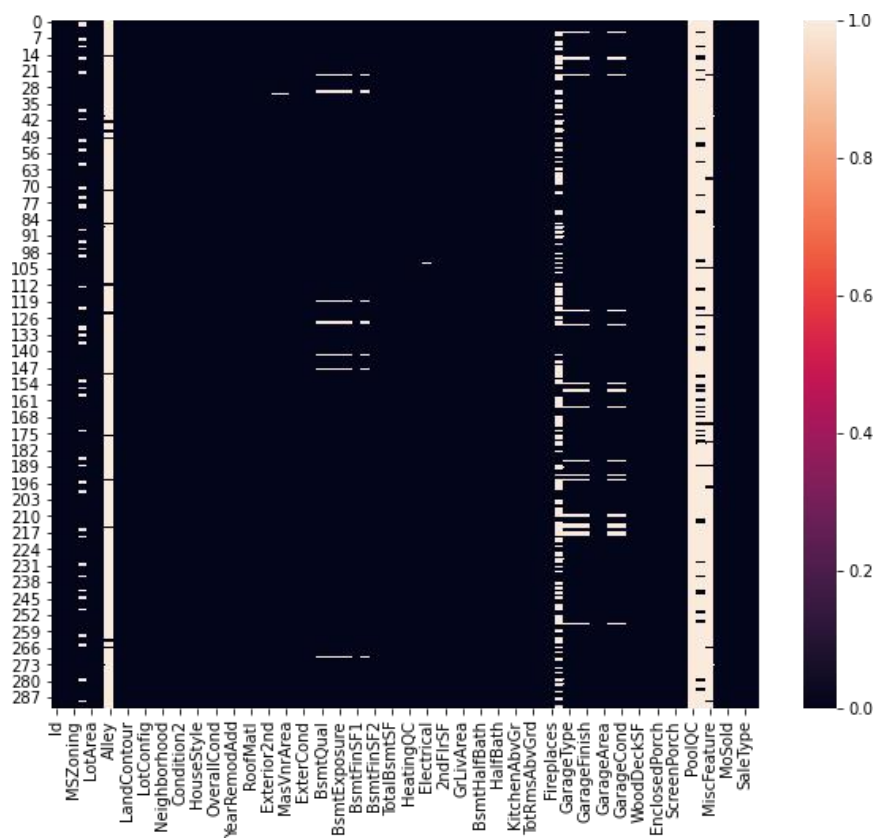 0
7
14
21
28
35
42
49
56
63
70
77
84
91
98
105
112
119
126
133
140
147
154
161
168
175
182
189
196
203
210
217
224
231
238
245
252
259
266
273
280
287
Id
MSZoning
LotArea
Alley
LandContour
LotConfig
Neighborhood
Condition2
HouseStyle
OverallCond
YearRemodAdd
RoofMatl
Exterior2nd
MasVnrArea
ExterCond
BsmtQual
BsmtExposure
BsmtFinSF1
BsmtFinSF2
TotalBsmtSF
HeatingQC
Electrical
2ndFlrSF
GrLivArea
BsmtHalfBath
HalfBath
KitchenAbvGr
TotRmsAbvGrd
Fireplaces
GarageType
GarageFinish
GarageArea
GarageCond
WoodDeckSF
EnclosedPorch
ScreenPorch
PoolQC
MiscFeature
MoSold
SaleType
1.0
0.8
0.6
0.4
0.2
0.0